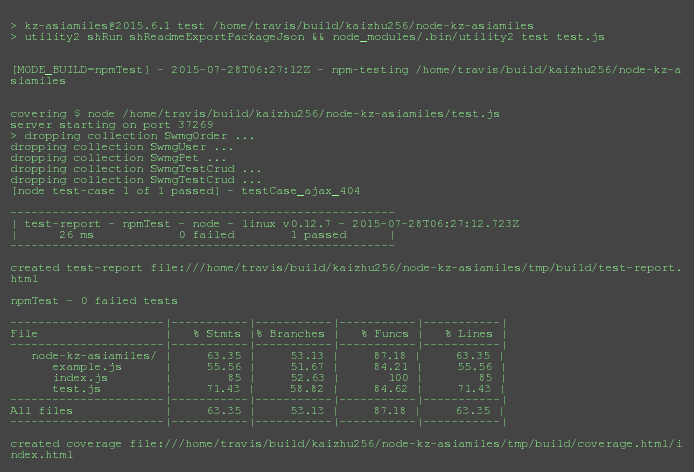 > kz-asiamiles@2015.6.1 test /home/travis/build/kaizhu256/node-kz-asiamiles
> utility2 shRun shReadmeExportPackageJson && node_modules/.bin/utility2 test test.js
[MODE_BUILD=npmTest] - 2015-07-28T06:27:12Z - npm-testing /home/travis/build/kaizhu256/node-kz-a
siamiles
covering $ node /home/travis/build/kaizhu256/node-kz-asiamiles/test.js
server starting on port 37269
> dropping collection SwmgOrder ...
dropping collection SwmgUser ...
dropping collection SwmgPet ...
dropping collection SwmgTestCrud ...
dropping collection SwmgTestCrud ...
[node test-case 1 of 1 passed] - testCase_ajax_404
-------------------------------------------------------
| test-report - npmTest - node - linux v0.12.7 - 2015-07-28T06:27:12.723Z
|      26 ms            0 failed        1 passed      |
-------------------------------------------------------
created test-report file:///home/travis/build/kaizhu256/node-kz-asiamiles/tmp/build/test-report.
html
npmTest - 0 failed tests
----------------------|-----------|-----------|-----------|-----------|
File                  |   % Stmts |% Branches |   % Funcs |   % Lines |
----------------------|-----------|-----------|-----------|-----------|
   node-kz-asiamiles/ |     63.35 |     53.13 |     87.18 |     63.35 |
      example.js      |     55.56 |     51.67 |     84.21 |     55.56 |
      index.js        |        85 |     52.63 |       100 |        85 |
      test.js         |     71.43 |     58.82 |     84.62 |     71.43 |
----------------------|-----------|-----------|-----------|-----------|
All files             |     63.35 |     53.13 |     87.18 |     63.35 |
----------------------|-----------|-----------|-----------|-----------|
created coverage file:///home/travis/build/kaizhu256/node-kz-asiamiles/tmp/build/coverage.html/i
ndex.html